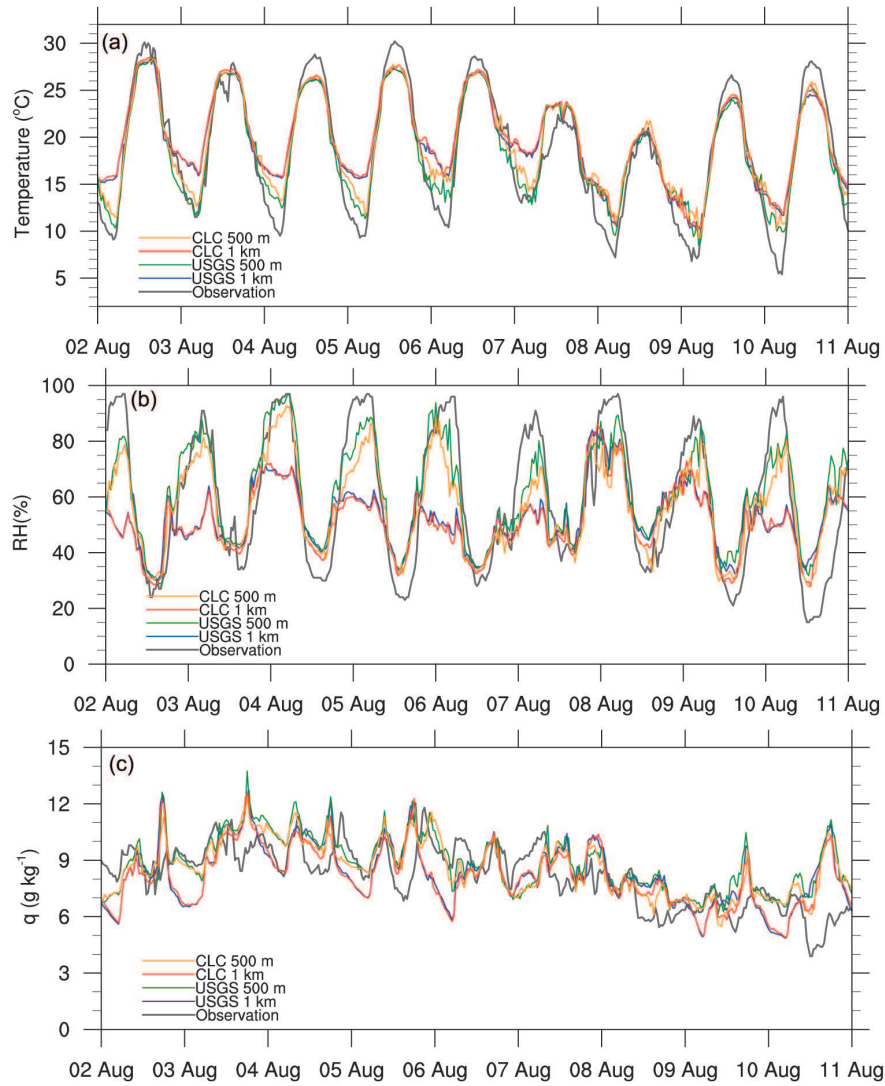 (a)
30
25
20
15
10
5
Temperature (°C)
CLC 500 m
CLC 1 km
USGS 500 m
USGS 1 km
Observation
02 Aug 03 Aug 04 Aug 05 Aug 06 Aug 07 Aug 08 Aug 09 Aug 10 Aug 11 Aug
(b)
100
80
60
40
20
0
RH(%)
CLC 500 m
CLC 1 km
USGS 500 m
USGS 1 km
Observation
02 Aug 03 Aug 04 Aug 05 Aug 06 Aug 07 Aug 08 Aug 09 Aug 10 Aug 11 Aug
(c)
15
12
9
6
3
0
q (g kg⁻¹)
CLC 500 m
CLC 1 km
USGS 500 m
USGS 1 km
Observation
02 Aug 03 Aug 04 Aug 05 Aug 06 Aug 07 Aug 08 Aug 09 Aug 10 Aug 11 Aug